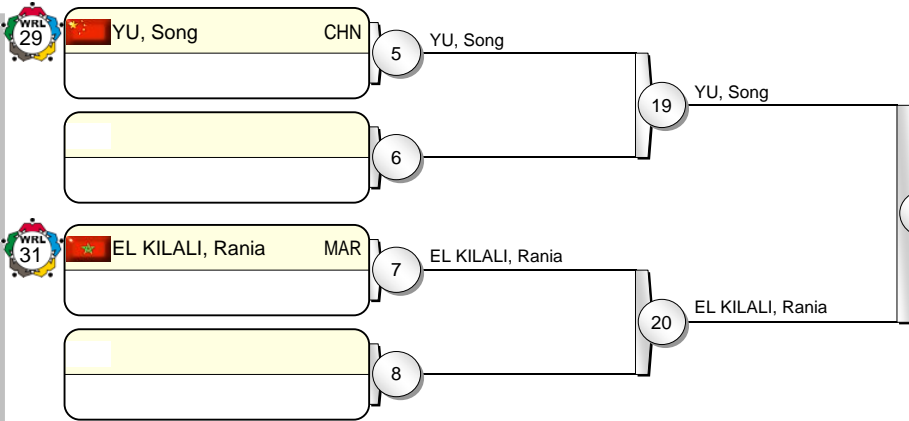 WRL
29
YU, Song CHN
5
YU, Song
19
YU, Song
6
WRL
31
EL KILALI, Rania MAR
7
EL KILALI, Rania
20
EL KILALI, Rania
8